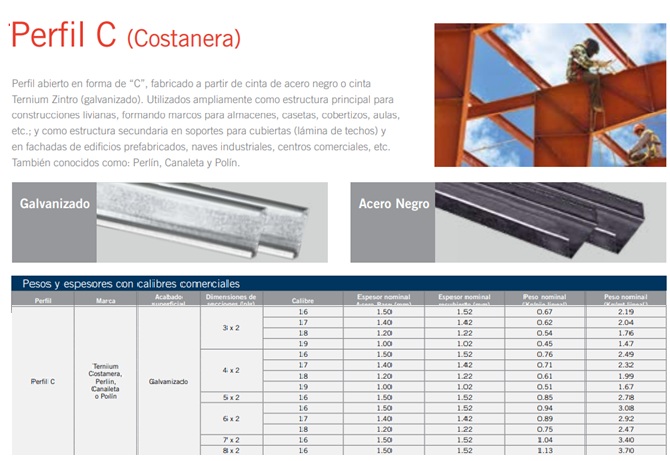 Perfil C (Costanera)
Perfil abierto en forma de “C”, fabricado a partir de cinta de acero negro o cinta
Ternium Zintro (galvanizado). Utilizados ampliamente como estructura principal para
construcciones livianas, formando marcos para almacenes, casetas, cobertizos, aulas,
etc.; y como estructura secundaria en soportes para cubiertas (lámina de techos) y
en fachadas de edificios prefabricados, naves industriales, centros comerciales, etc.
También conocidos como: Perlín, Canaleta y Polín.
Galvanizado
Acero Negro
Pesos y espesores con calibres comerciales
Perfil Marca Acabado superficial Dimensiones de secciones Calibre Espesor nominal Espesor nominal Peso nominal Peso nominal
Perfil C Ternium Costanera, Perlin, Canaleta o Polín Galvanizado
3 x 2 16 1.50 1.52 0.67 2.19
17 1.40 1.42 0.62 2.04
18 1.20 1.22 0.54 1.76
19 1.00 1.02 0.45 1.47
4 x 2 16 1.50 1.52 0.76 2.49
17 1.40 1.42 0.71 2.32
18 1.20 1.22 0.61 1.99
19 1.00 1.02 0.51 1.67
5 x 2 16 1.50 1.52 0.85 2.78
6 x 2 16 1.50 1.52 0.94 3.08
17 1.40 1.42 0.89 2.92
18 1.20 1.22 0.75 2.47
7 x 2 16 1.50 1.52 1.04 3.40
8 x 2 16 1.50 1.52 1.13 3.70